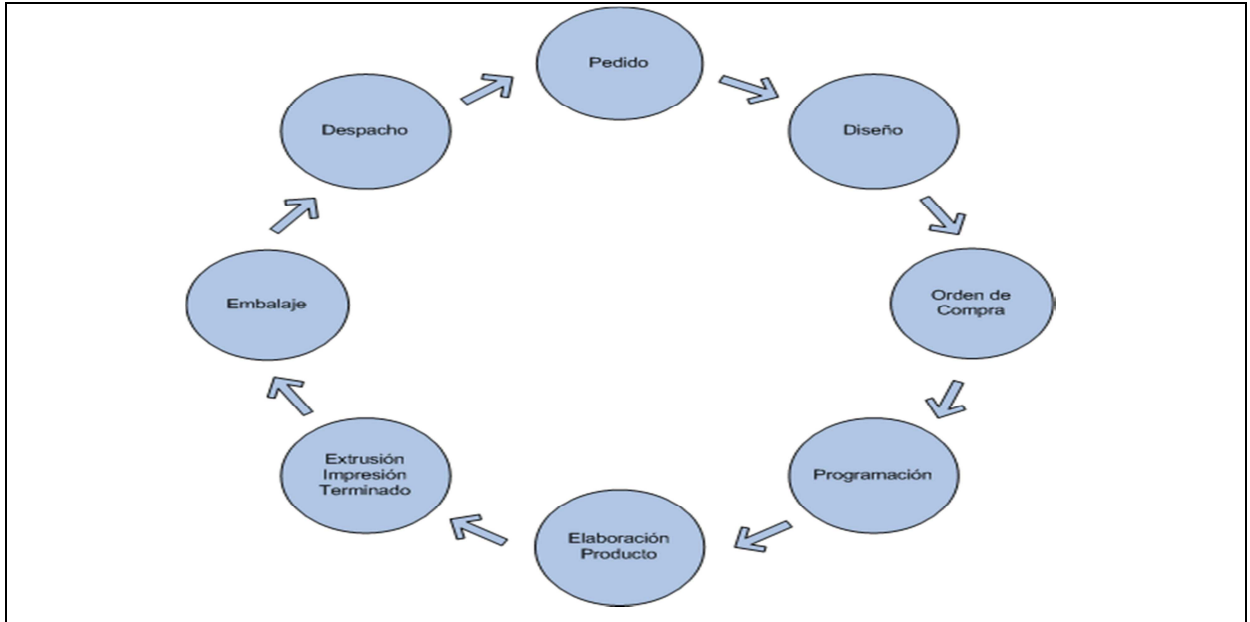 Pedido
Diseño
Orden de
Compra
Programación
Elaboración
Producto
Extrusión
Impresión
Terminado
Embalaje
Despacho